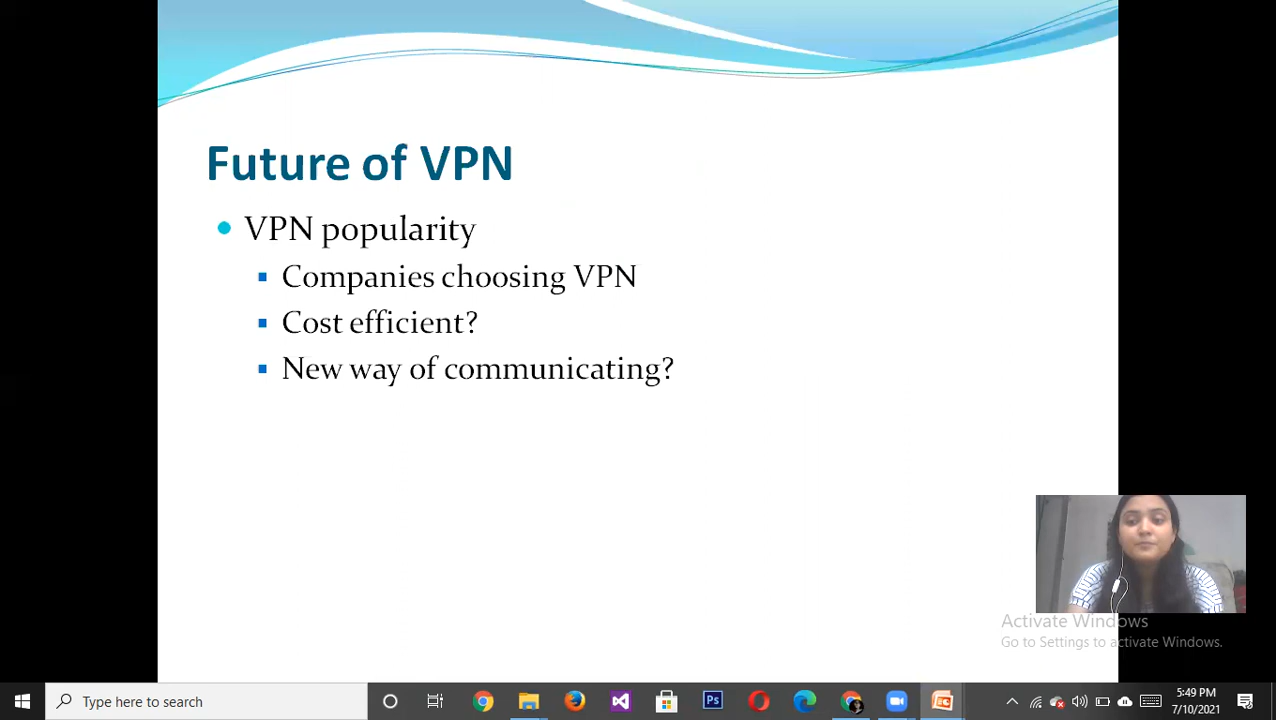 Future of VPN
VPN popularity
Companies choosing VPN
Cost efficient?
New way of communicating?
Activate Windows
Go to Settings to activate Windows.
Type here to search
Ps
5:49 PM
7/10/2021